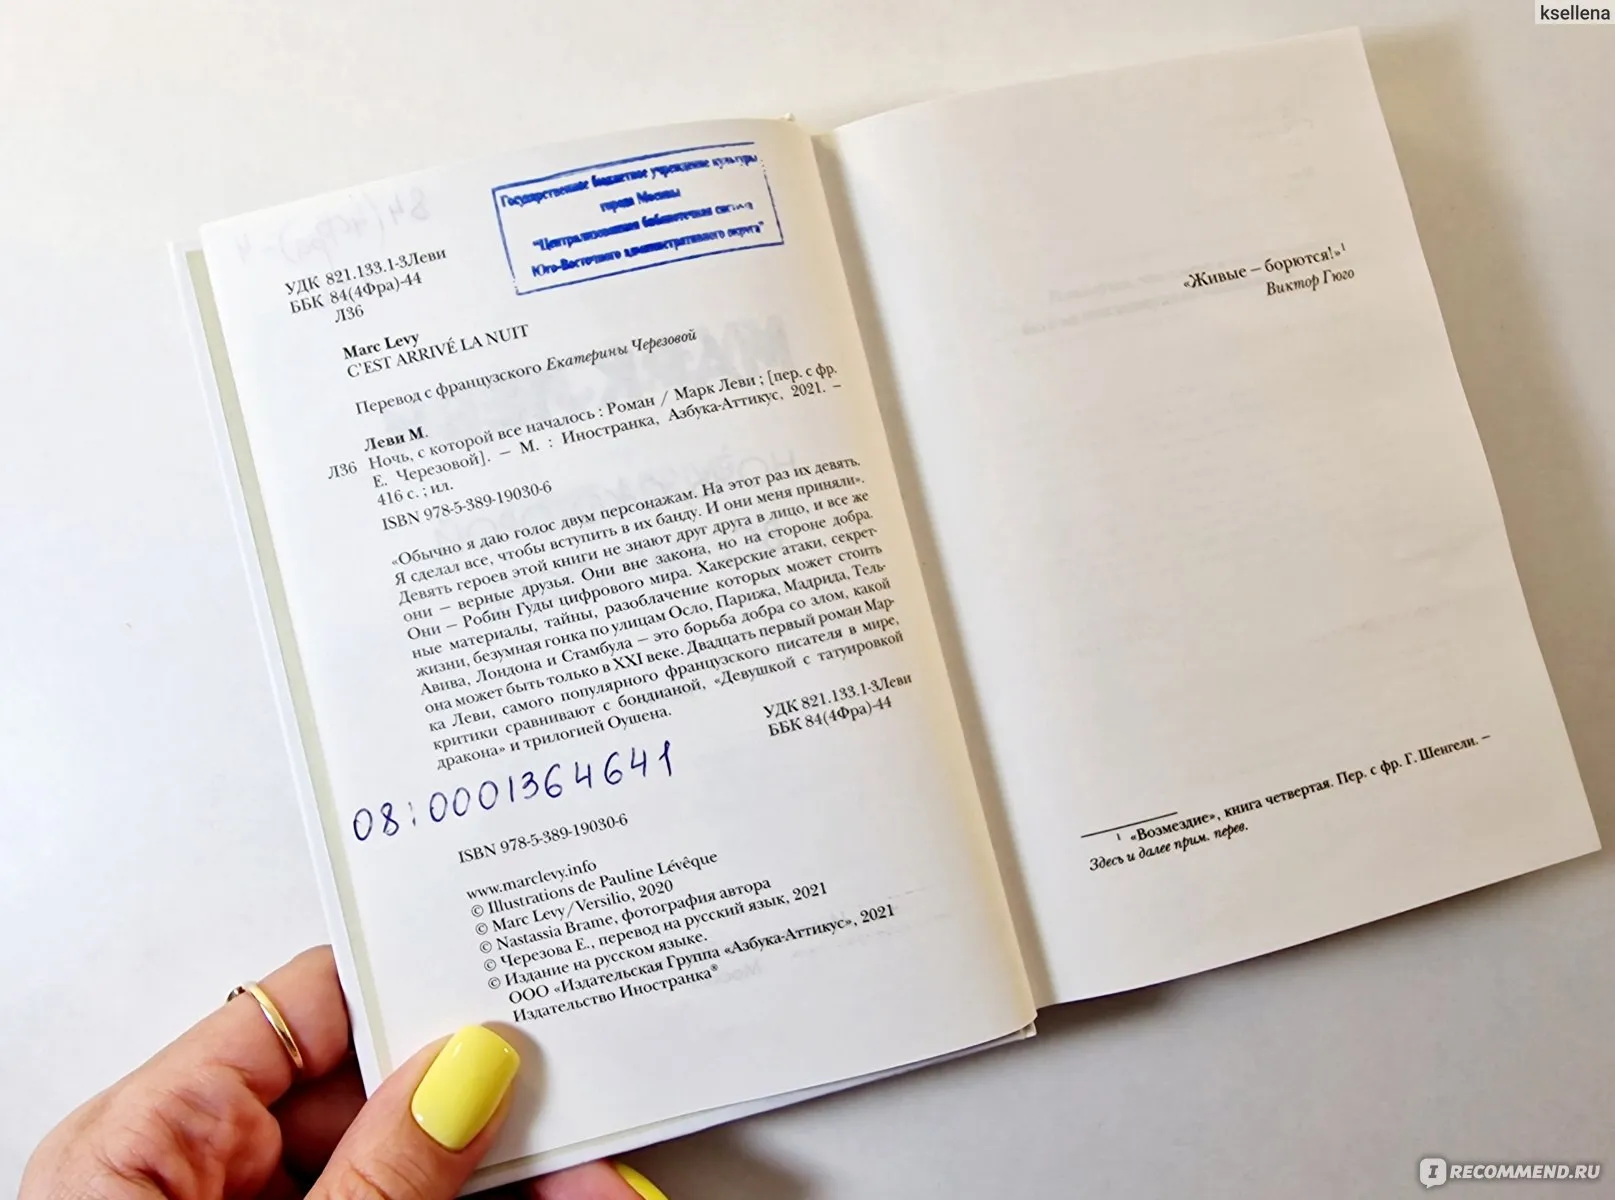 ksellena
Государственное бюджетное учреждение культуры
города Москвы
"Централизованная библиотечная система
Юго-Восточного административного округа"
УДК 821.133.1-3Леви
ББК 84(4Фра)-44
Л36
Marc Levy
C'EST ARRIVÉ LA NUIT
Перевод с французского Екатерины Черезовой
Леви М.
Л36 Ночь, с которой все началось : Роман / Марк Леви ; [пер. с фр.
Е. Черезовой]. – М. : Иностранка, Азбука-Аттикус, 2021. –
416 с. ; ил.
ISBN 978-5-389-19030-6
«Обычно я даю голос двум персонажам. На этот раз их девять.
Я сделал все, чтобы вступить в их банду. И они меня приняли».
Девять героев этой книги не знают друг друга в лицо, и все же
они – верные друзья. Они вне закона, но на стороне добра.
Они – Робин Гуды цифрового мира. Хакерские атаки, секрет-
ные материалы, тайны, разоблачение которых может стоить
жизни, безумная гонка по улицам Осло, Парижа, Мадрида, Тель-
Авива, Лондона и Стамбула – это борьба добра со злом, какой
она может быть только в XXI веке. Двадцать первый роман Мар-
ка Леви, самого популярного французского писателя в мире,
критики сравнивают с бондианой, «Девушкой с татуировкой
дракона» и трилогией Оушена.
УДК 821.133.1-3Леви
ББК 84(4Фра)-44
08:0001364641
ISBN 978-5-389-19030-6
www.marclevy.info
© Illustrations de Pauline Lévêque
© Marc Levy/Versilio, 2020
© Nastassia Brame, фотография автора
© Черезова Е., перевод на русский язык, 2021
© Издание на русском языке.
ООО «Издательская Группа «Азбука-Аттикус», 2021
Издательство Иностранка®
«Живые – борются!»¹
Виктор Гюго
¹ «Возмездие», книга четвертая. Пер. с фр. Г. Шенгели. –
Здесь и далее прим. перев.
IRECOMMEND.RU